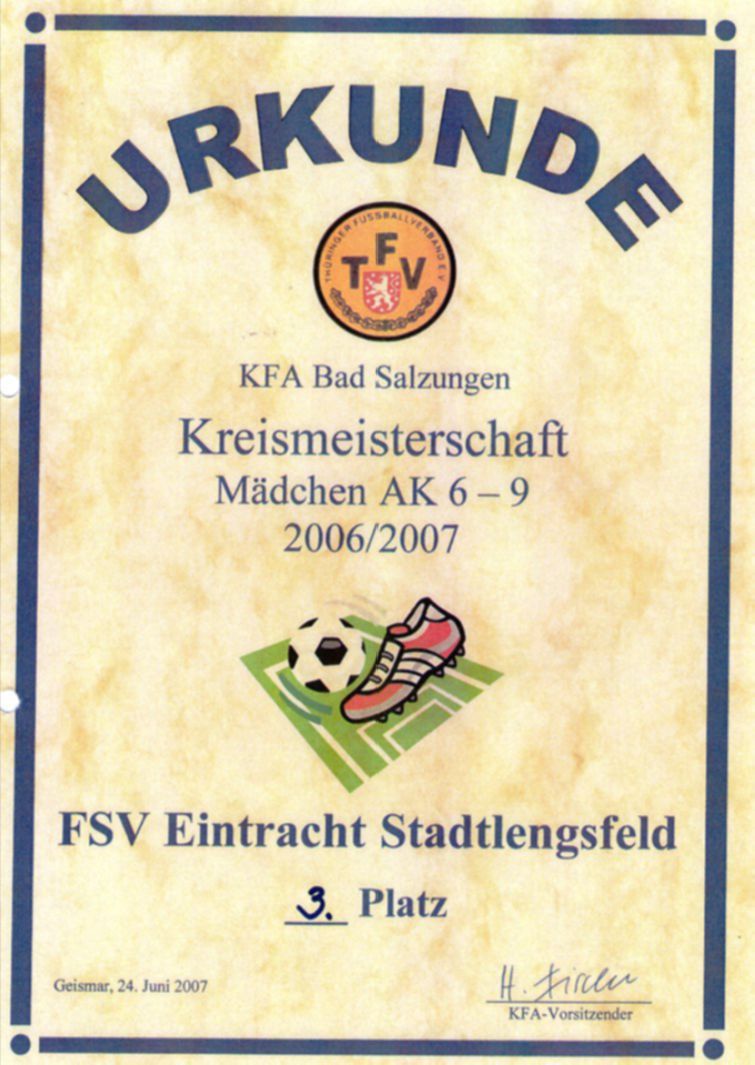 URKUNDE
THÜRINGER FUSSBALLVERBAND E.V.
TFV
KFA Bad Salzungen
Kreismeisterschaft
Mädchen AK 6 – 9
2006/2007
FSV Eintracht Stadtlengsfeld
3. Platz
Geismar, 24. Juni 2007
H.
KFA-Vorsitzender